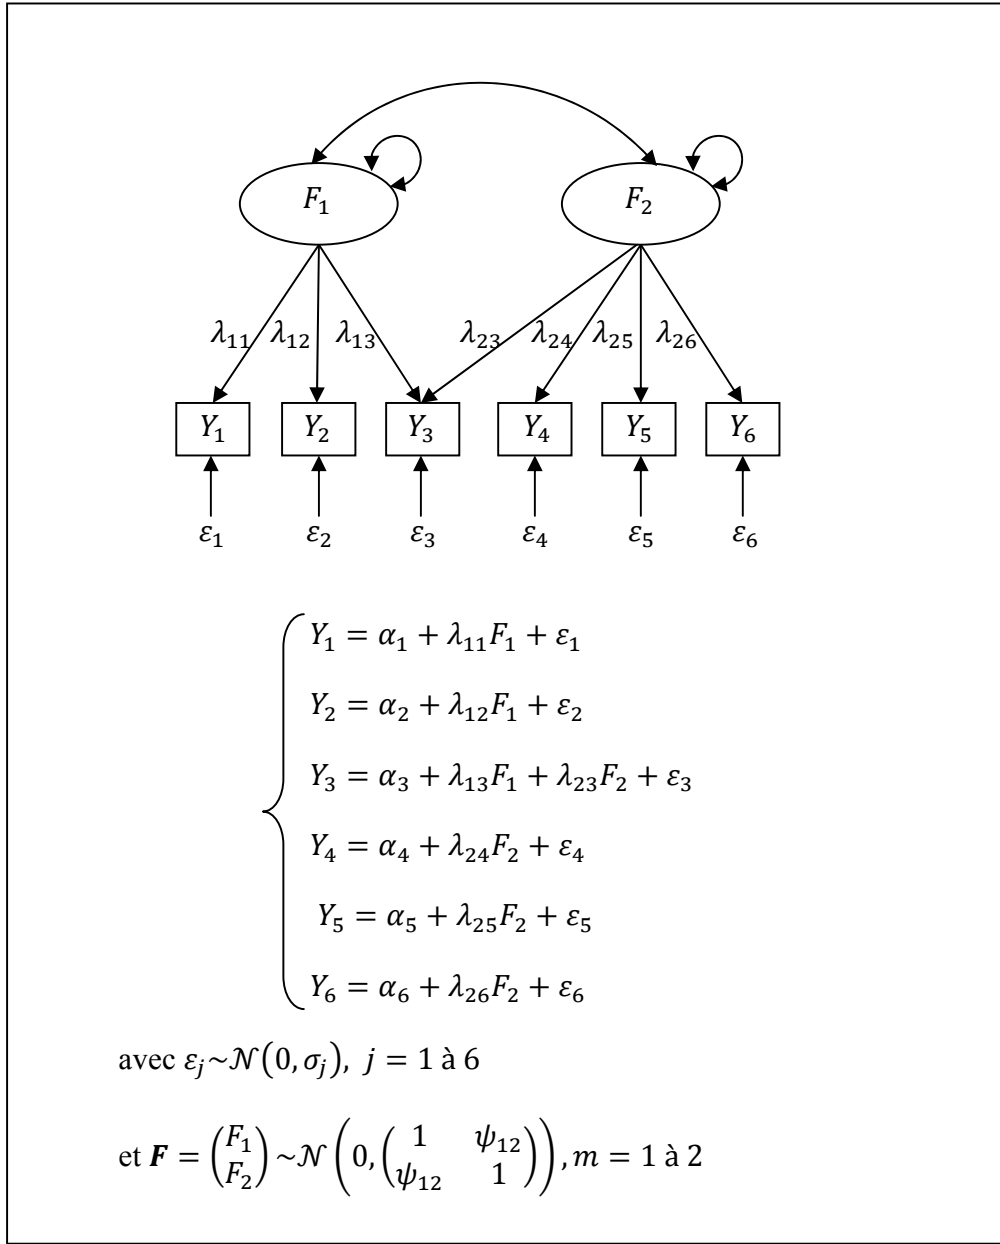 F₁ F₂
λ₁₁ λ₁₂ λ₁₃ λ₂₃ λ₂₄ λ₂₅ λ₂₆
Y₁ Y₂ Y₃ Y₄ Y₅ Y₆
ε₁ ε₂ ε₃ ε₄ ε₅ ε₆
Y₁ = α₁ + λ₁₁F₁ + ε₁
Y₂ = α₂ + λ₁₂F₁ + ε₂
Y₃ = α₃ + λ₁₃F₁ + λ₂₃F₂ + ε₃
Y₄ = α₄ + λ₂₄F₂ + ε₄
Y₅ = α₅ + λ₂₅F₂ + ε₅
Y₆ = α₆ + λ₂₆F₂ + ε₆
avec εⱼ~𝒩(0, σⱼ), j = 1 à 6
et F = (F₁ F₂) ~𝒩 (0, (1 ψ₁₂ ψ₁₂ 1)), m = 1 à 2